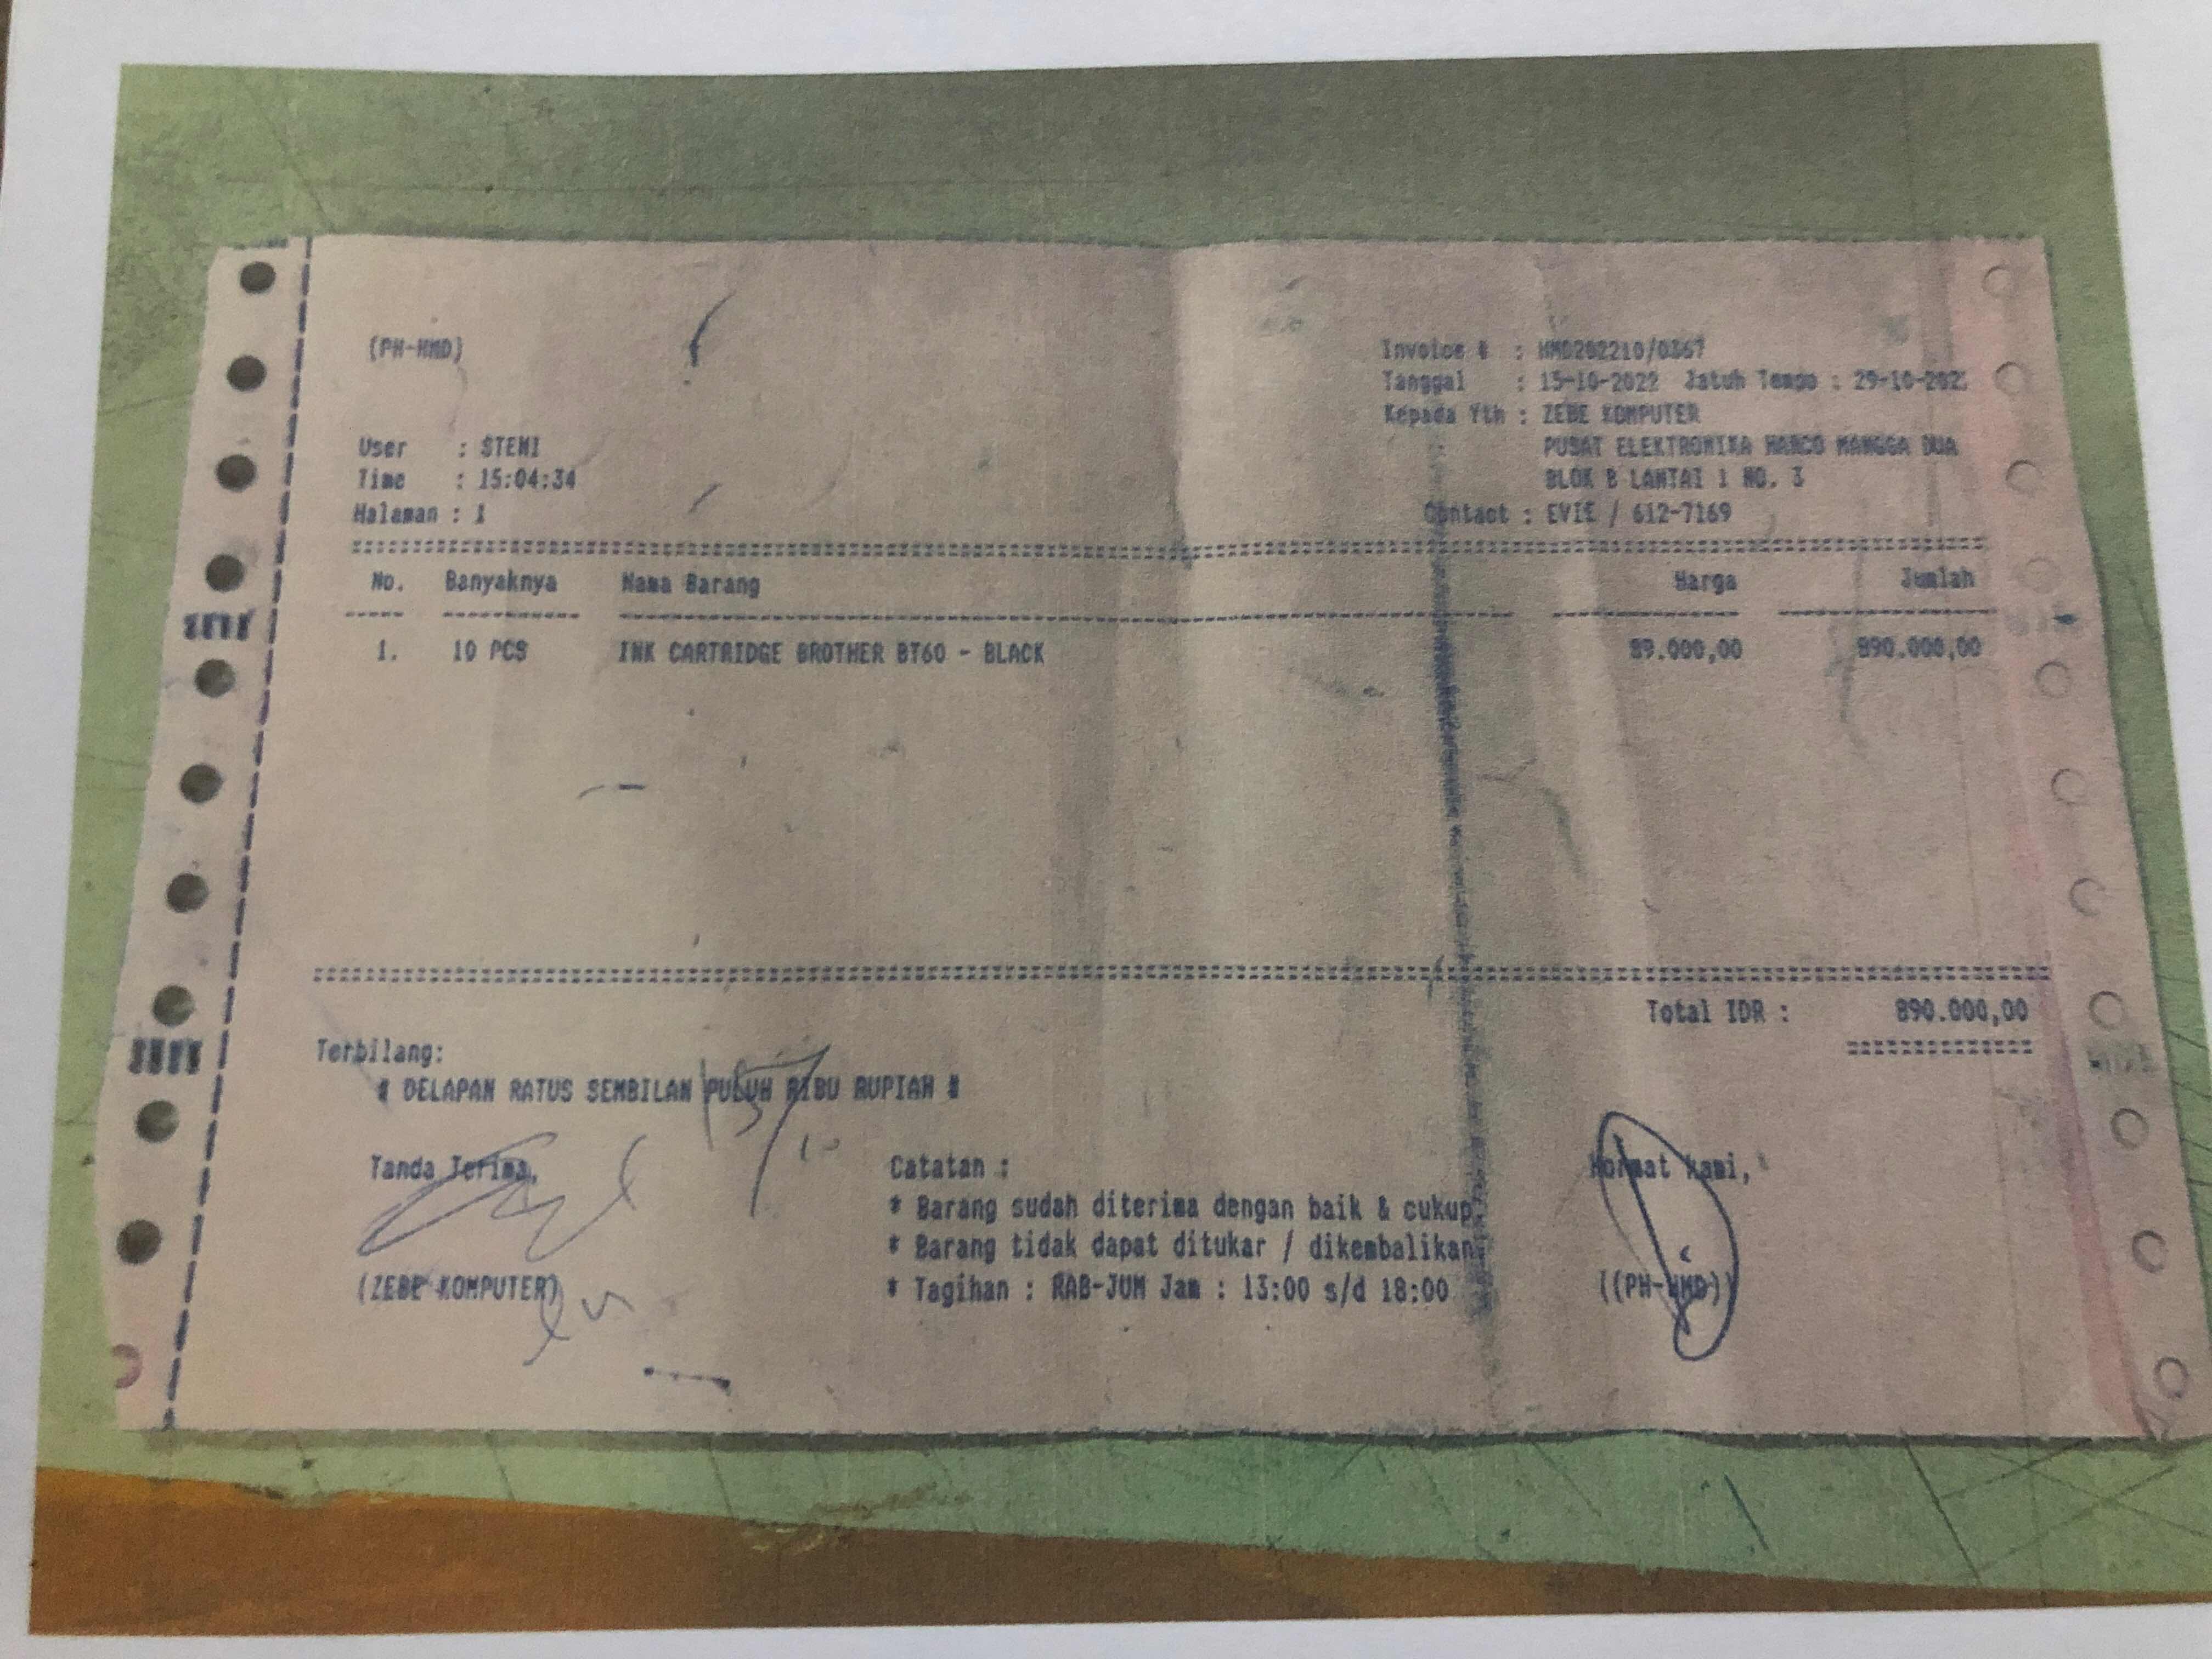 (PH-HMD)
Invoice # : HMD202210/0367
Tanggal : 15-10-2022 Jatuh Tempo : 29-10-202
Kepada Yth : ZEBE KOMPUTER
User : STENI
: PUSAT ELEKTRONIKA HARCO MANGGA DUA
Time : 15:04:34
BLOK B LANTAI 1 NO. 3
Halaman : 1
Contact : EVIE / 612-7169
No. Banyaknya Nama Barang Harga Jumlah
1. 10 PCS INK CARTRIDGE BROTHER BT60 - BLACK 89.000,00 890.000,00
Total IDR : 890.000,00
Terbilang:
# DELAPAN RATUS SEMBILAN PULUH RIBU RUPIAH #
15/10
Tanda Terima, Catatan : Hormat Kami,
* Barang sudah diterima dengan baik & cukup.
* Barang tidak dapat ditukar / dikembalikan.
(ZEBE KOMPUTER) * Tagihan : RAB-JUM Jam : 13:00 s/d 18:00 ((PH-HMD))